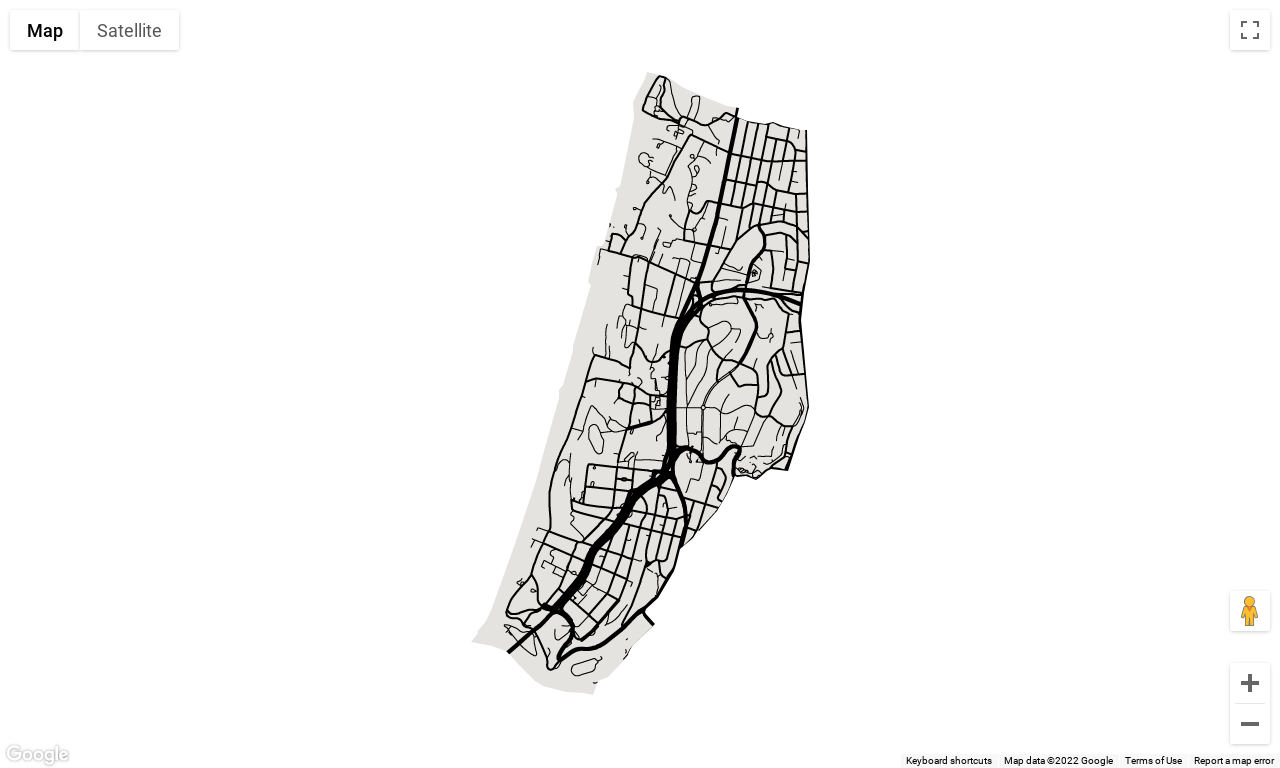 Map Satellite
Google
Keyboard shortcuts Map data ©2022 Google Terms of Use Report a map error